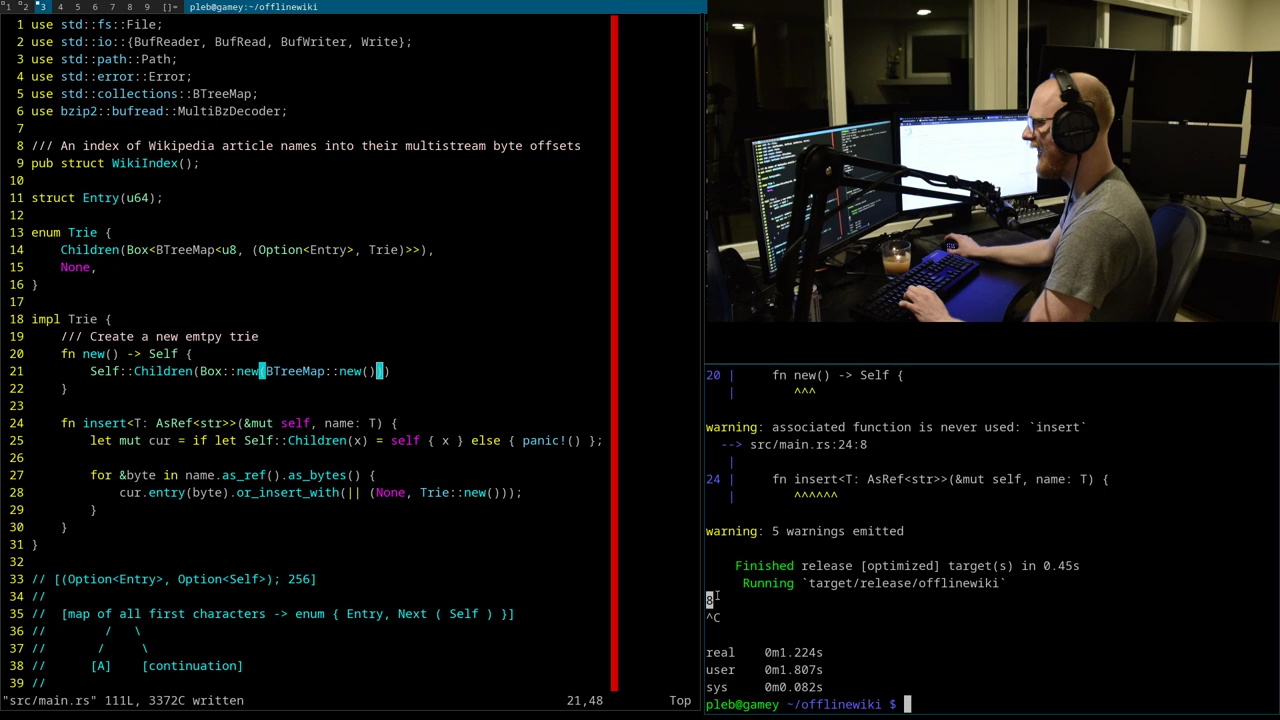 1 2 3 4 5 6 7 8 9 []= pleb@gamey:~/offlinewiki
1 use std::fs::File;
2 use std::io::{BufReader, BufRead, BufWriter, Write};
3 use std::path::Path;
4 use std::error::Error;
5 use std::collections::BTreeMap;
6 use bzip2::bufread::MultiBzDecoder;
7
8 /// An index of Wikipedia article names into their multistream byte offsets
9 pub struct WikiIndex();
10
11 struct Entry(u64);
12
13 enum Trie {
14     Children(Box<BTreeMap<u8, (Option<Entry>, Trie)>>),
15     None,
16 }
17
18 impl Trie {
19     /// Create a new emtpy trie
20     fn new() -> Self {
21         Self::Children(Box::new(BTreeMap::new()))
22     }
23
24     fn insert<T: AsRef<str>>(&mut self, name: T) {
25         let mut cur = if let Self::Children(x) = self { x } else { panic!() };
26
27         for &byte in name.as_ref().as_bytes() {
28             cur.entry(byte).or_insert_with(|| (None, Trie::new()));
29         }
30     }
31 }
32
33 // [(Option<Entry>, Option<Self>); 256]
34 //
35 //   [map of all first characters -> enum { Entry, Next ( Self ) }]
36 //         /   \
37 //        /     \
38 //      [A]     [continuation]
39 //
"src/main.rs" 111L, 3372C written 21,48 Top
20 |     fn new() -> Self {
   |        ^^^
warning: associated function is never used: `insert`
  --> src/main.rs:24:8
   |
24 |     fn insert<T: AsRef<str>>(&mut self, name: T) {
   |        ^^^^^^
warning: 5 warnings emitted
    Finished release [optimized] target(s) in 0.45s
     Running `target/release/offlinewiki`
8
^C
real    0m1.224s
user    0m1.807s
sys     0m0.082s
pleb@gamey ~/offlinewiki $